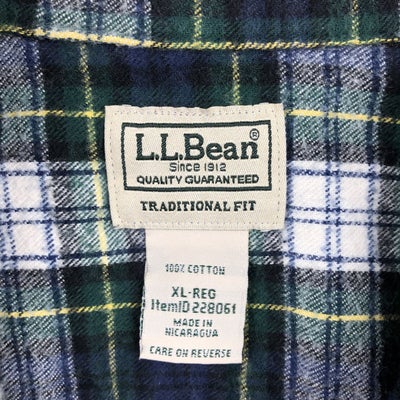 L.L.Bean®
Since 1912
QUALITY GUARANTEED
TRADITIONAL FIT
100% COTTON
XL-REG
ItemID 228061
MADE IN
NICARAGUA
CARE ON REVERSE